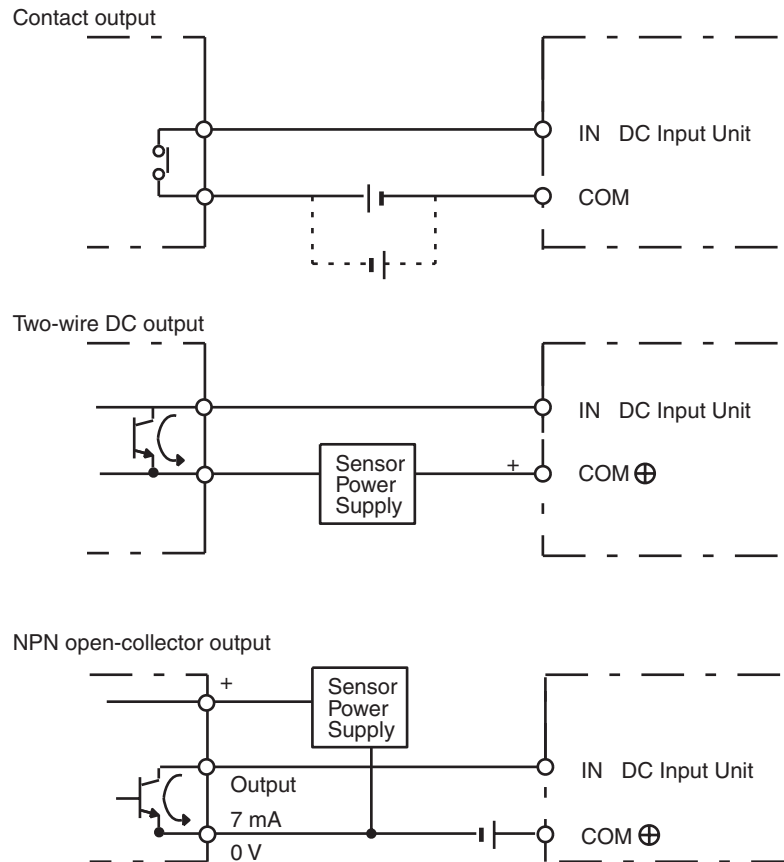 Contact output
IN DC Input Unit
COM
Two-wire DC output
IN DC Input Unit
Sensor
Power
Supply
+
COM ⊕
NPN open-collector output
+
Sensor
Power
Supply
Output
IN DC Input Unit
7 mA
0 V
COM ⊕